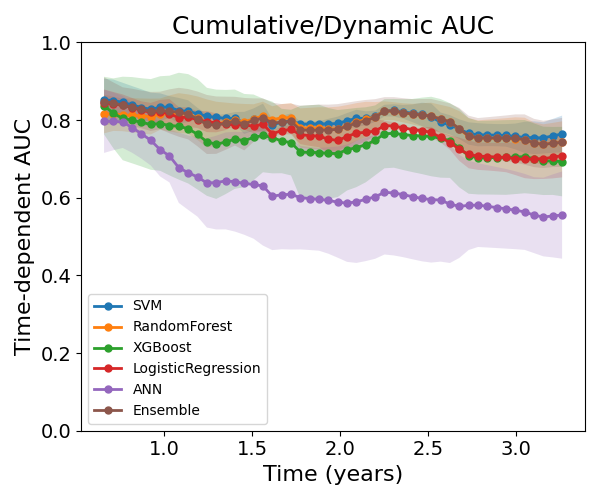 Cumulative/Dynamic AUC
Time-dependent AUC
1.0
0.8
0.6
0.4
0.2
0.0
SVM
RandomForest
XGBoost
LogisticRegression
ANN
Ensemble
1.0 1.5 2.0 2.5 3.0
Time (years)